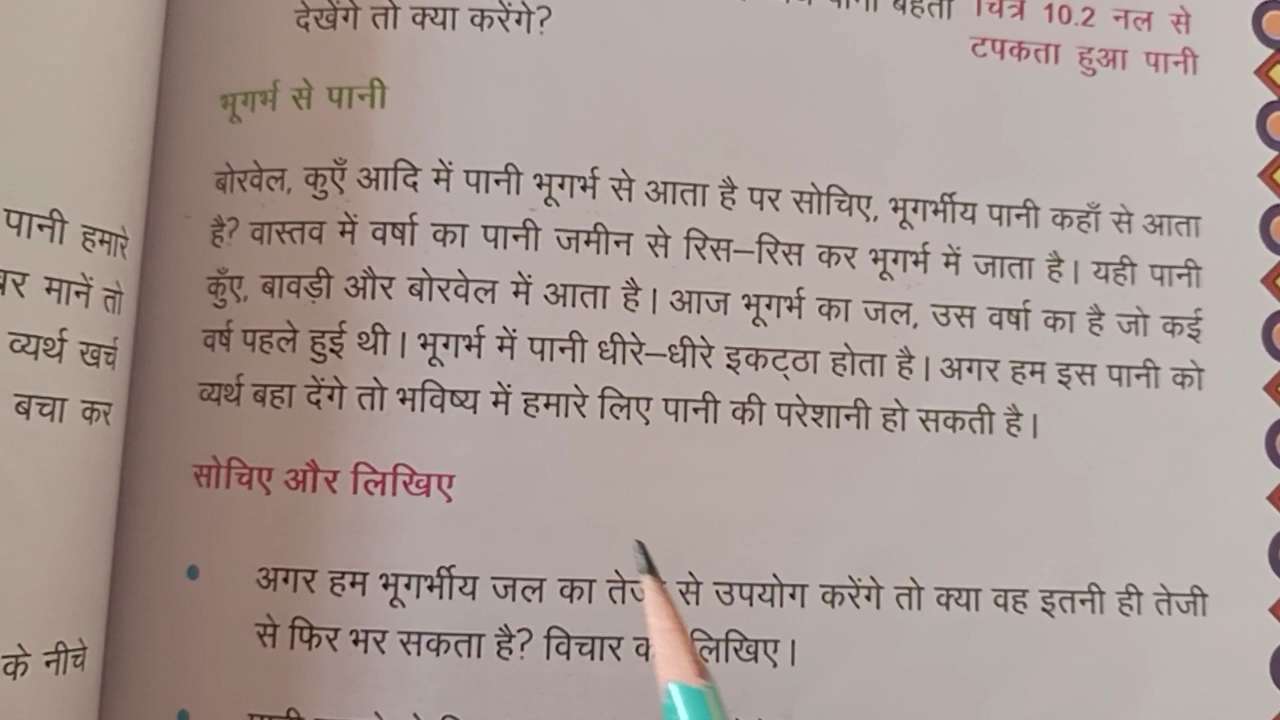 देखेंगे तो क्या करेंगे?
बहता चित्र 10.2 नल से
टपकता हुआ पानी
भूगर्भ से पानी
बोरवेल, कुएँ आदि में पानी भूगर्भ से आता है पर सोचिए, भूगर्भीय पानी कहाँ से आता
है? वास्तव में वर्षा का पानी जमीन से रिस–रिस कर भूगर्भ में जाता है। यही पानी
कुँए, बावड़ी और बोरवेल में आता है। आज भूगर्भ का जल, उस वर्षा का है जो कई
वर्ष पहले हुई थी। भूगर्भ में पानी धीरे–धीरे इकट्ठा होता है। अगर हम इस पानी को
व्यर्थ बहा देंगे तो भविष्य में हमारे लिए पानी की परेशानी हो सकती है।
सोचिए और लिखिए
अगर हम भूगर्भीय जल का से उपयोग करेंगे तो क्या वह इतनी ही तेजी
से फिर भर सकता है? विचार लिखिए।
पानी हमारे
मानें तो
व्यर्थ खर्च
बचा कर
के नीचे